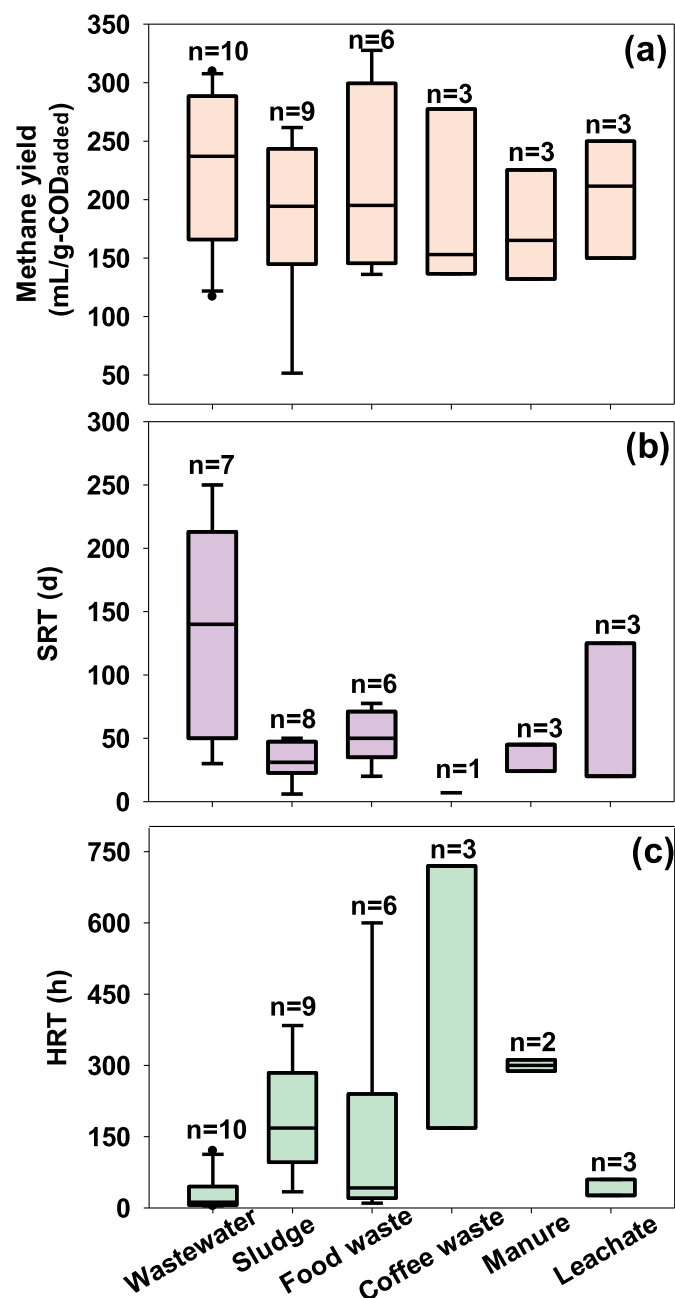 (a)
Methane yield
(mL/g-CODadded)
350
300
250
200
150
100
50
n=10
n=9
n=6
n=3
n=3
n=3
(b)
SRT (d)
300
250
200
150
100
50
0
n=7
n=8
n=6
n=1
n=3
n=3
(c)
HRT (h)
750
600
450
300
150
0
n=10
n=9
n=6
n=3
n=2
n=3
Wastewater
Sludge
Food waste
Coffee waste
Manure
Leachate